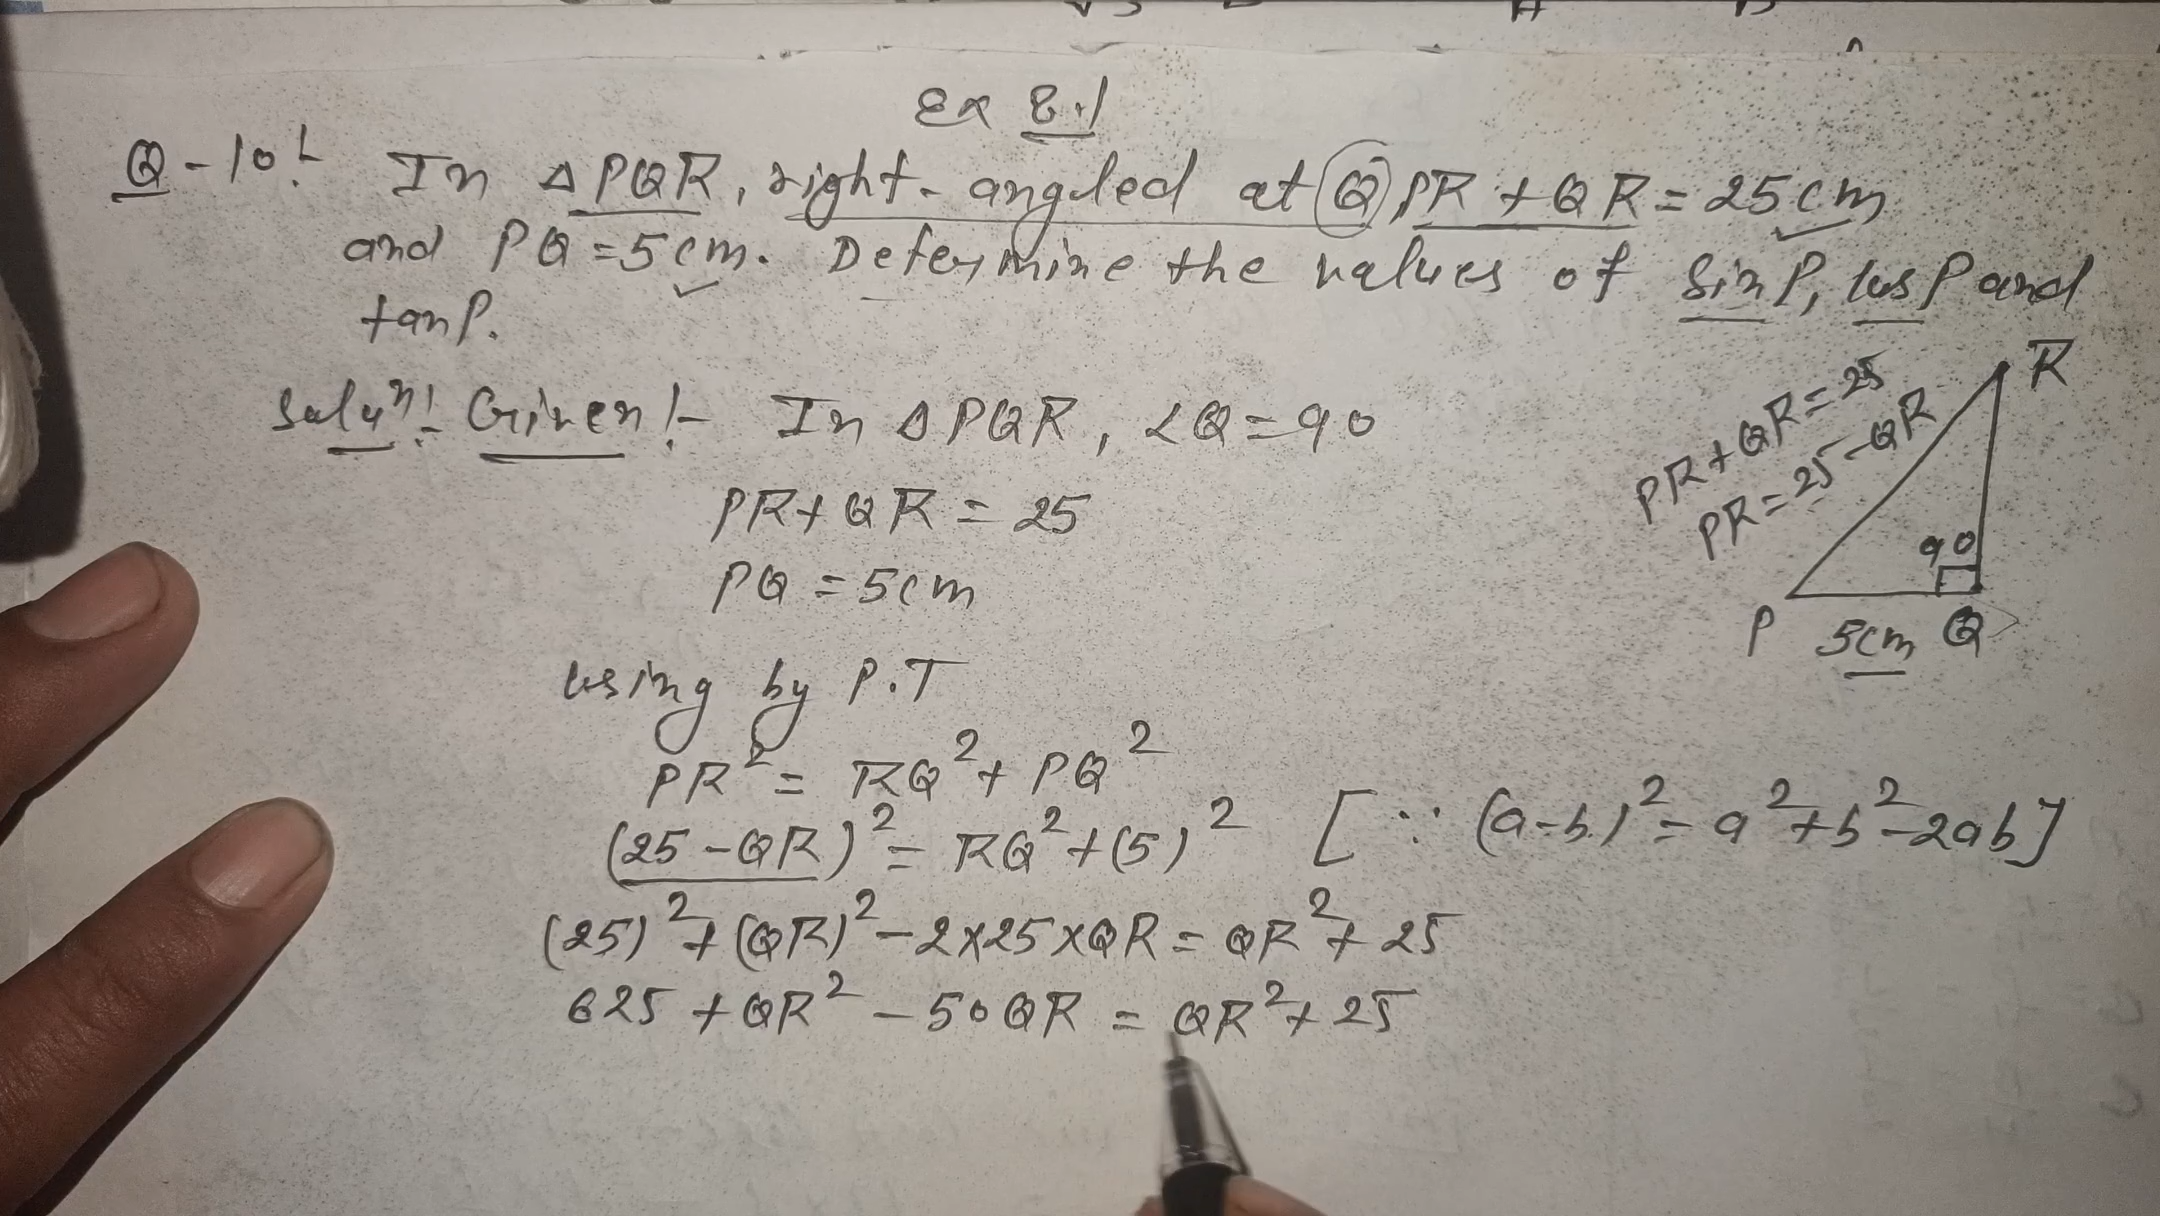 Ex 8.1
Q-10:- In △PQR, right-angled at Q PR + QR = 25 cm
and PQ = 5 cm. Determine the values of Sin P, Cos P and
tan P.
Soluⁿ:- Given:- In △PQR, ∠Q = 90
PR + QR = 25
PQ = 5cm
using by P.T
PR² = RQ² + PQ²
(25 - QR)² = RQ² + (5)² [∵ (a-b)² = a² + b² - 2ab]
(25)² + (QR)² - 2×25×QR = QR² + 25
625 + QR² - 50QR = QR² + 25
PR + QR = 25
PR = 25 - QR
R
90
P 5cm Q